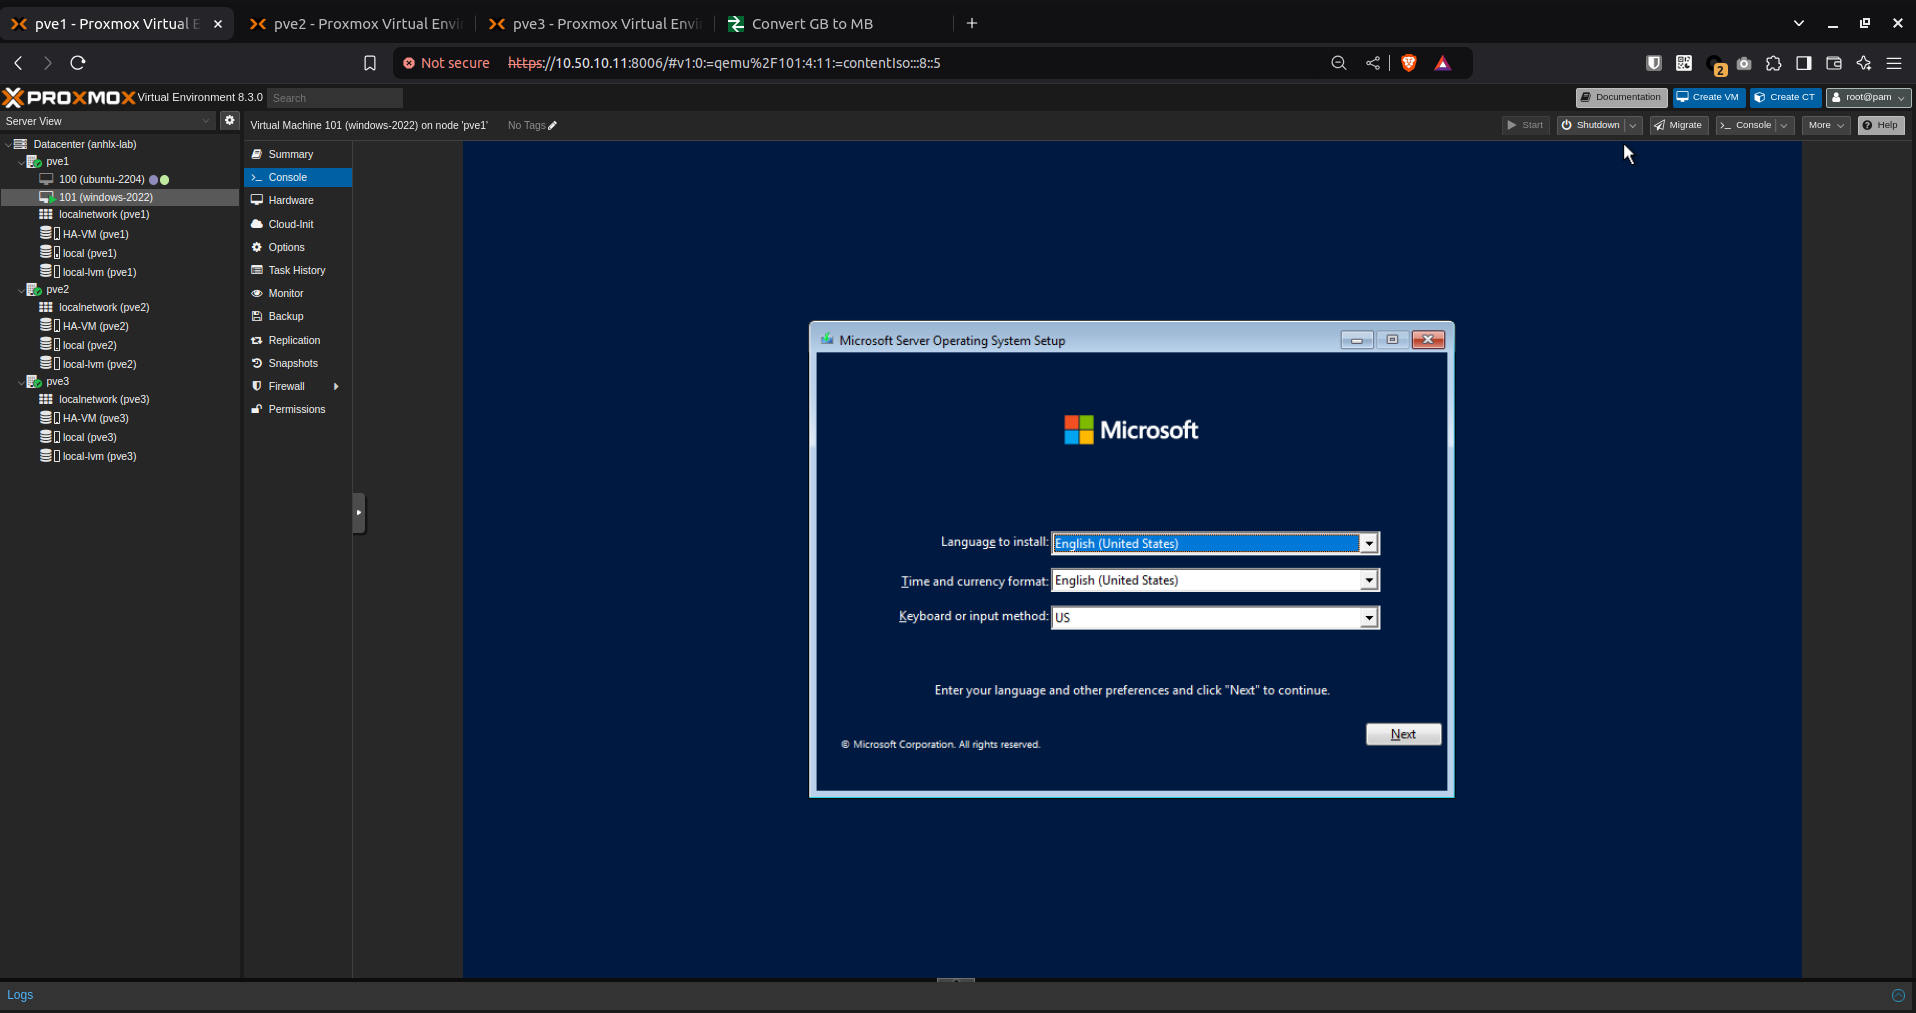 pve1 - Proxmox Virtual E
pve2 - Proxmox Virtual Envi
pve3 - Proxmox Virtual Envi
Convert GB to MB
Not secure https://10.50.10.11:8006/#v1:0:=qemu%2F101:4:11:=contentIso:::8::5
2
PROXMOX Virtual Environment 8.3.0 Search
Documentation Create VM Create CT root@pam
Server View
Virtual Machine 101 (windows-2022) on node 'pve1' No Tags
Start Shutdown Migrate Console More Help
Datacenter (anhlx-lab)
pve1
100 (ubuntu-2204)
101 (windows-2022)
localnetwork (pve1)
HA-VM (pve1)
local (pve1)
local-lvm (pve1)
pve2
localnetwork (pve2)
HA-VM (pve2)
local (pve2)
local-lvm (pve2)
pve3
localnetwork (pve3)
HA-VM (pve3)
local (pve3)
local-lvm (pve3)
Summary
Console
Hardware
Cloud-Init
Options
Task History
Monitor
Backup
Replication
Snapshots
Firewall
Permissions
Microsoft Server Operating System Setup
Microsoft
Language to install: English (United States)
Time and currency format: English (United States)
Keyboard or input method: US
Enter your language and other preferences and click "Next" to continue.
Next
© Microsoft Corporation. All rights reserved.
Logs